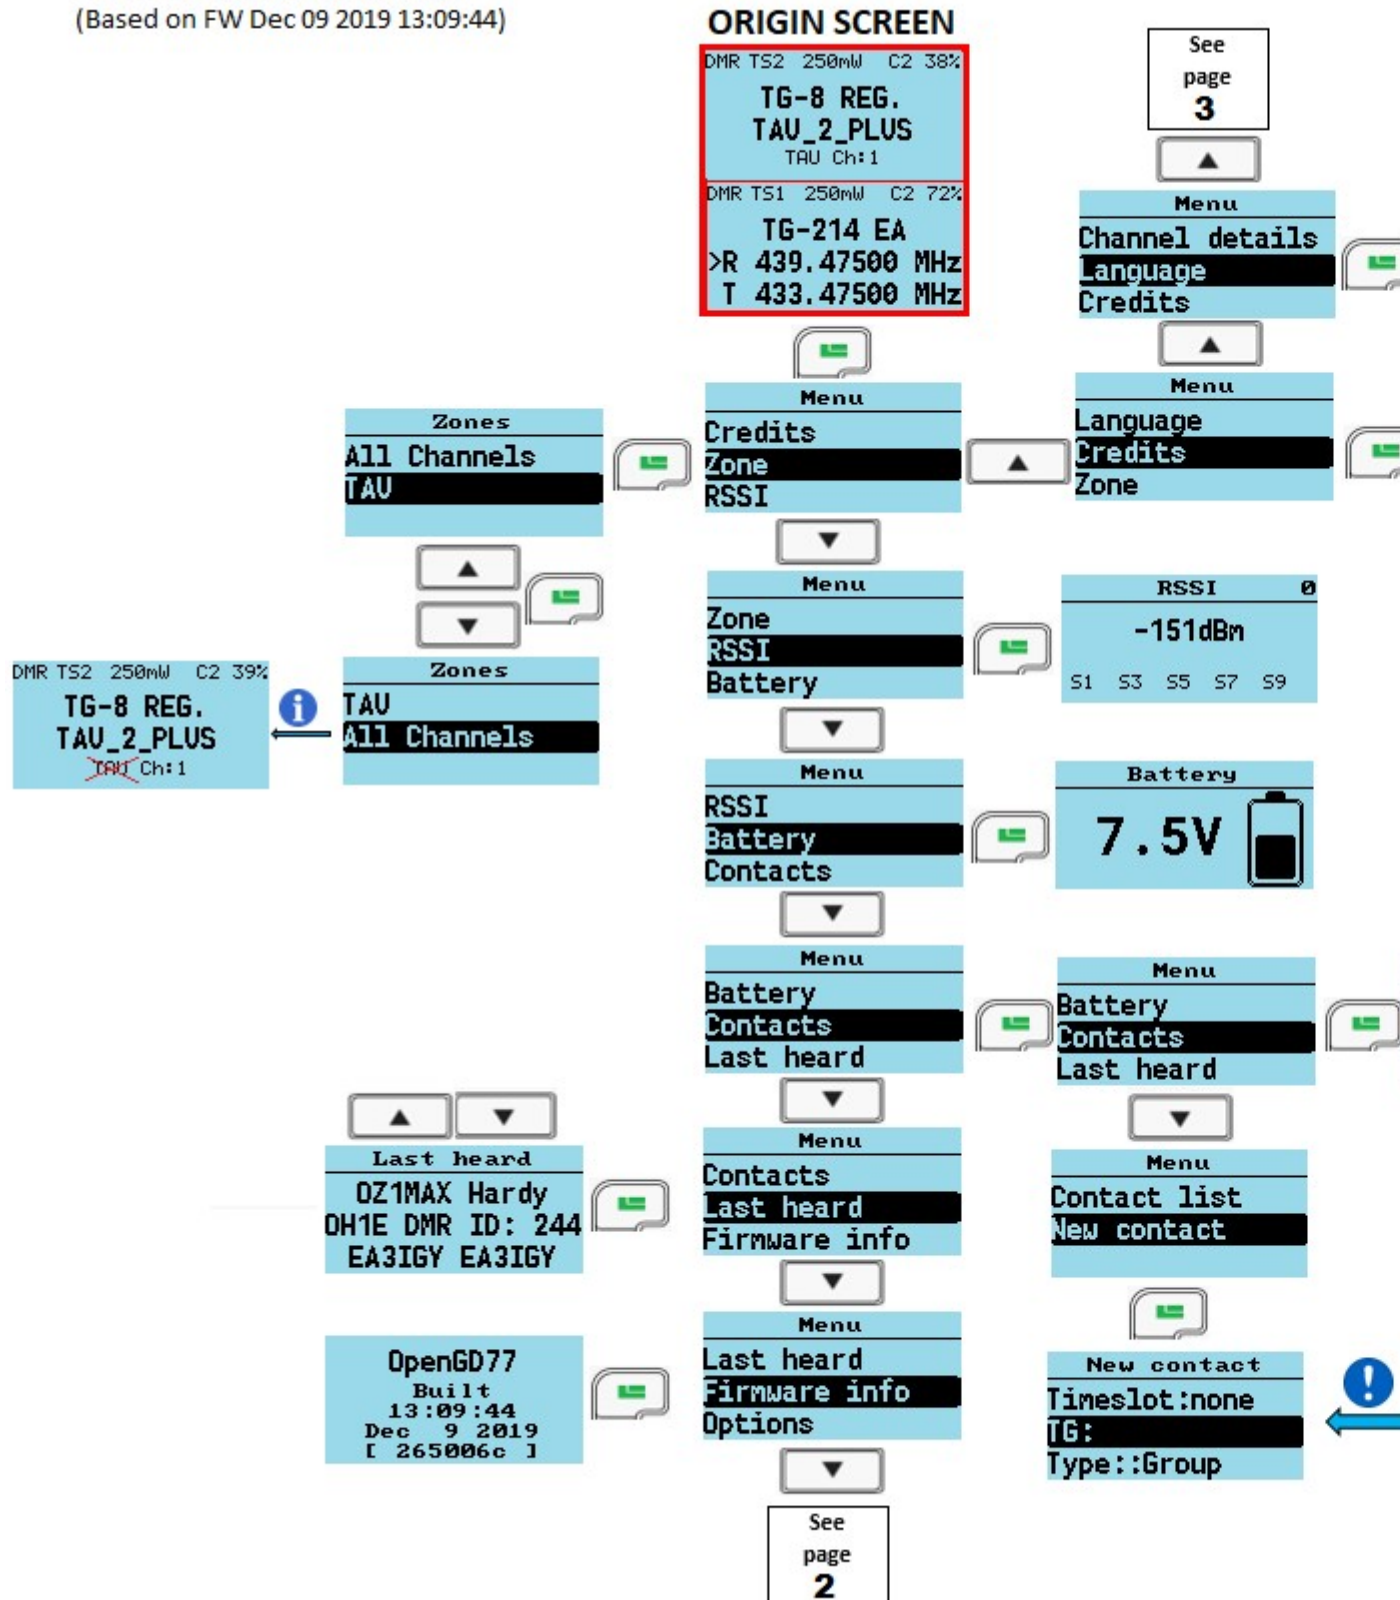 (Based on FW Dec 09 2019 13:09:44)
ORIGIN SCREEN
DMR TS2 250mW C2 38%
TG-8 REG.
TAU_2_PLUS
TAU Ch:1
DMR TS1 250mW C2 72%
TG-214 EA
>R 439.47500 MHz
T 433.47500 MHz
See
page
3
Menu
Channel details
Language
Credits
Menu
Language
Credits
Zone
Menu
Credits
Zone
RSSI
Zones
All Channels
TAU
Zones
TAU
All Channels
DMR TS2 250mW C2 39%
TG-8 REG.
TAU_2_PLUS
TAU Ch:1
Menu
Zone
RSSI
Battery
RSSI 0
-151dBm
S1 S3 S5 S7 S9
Menu
RSSI
Battery
Contacts
Battery
7.5V
Menu
Battery
Contacts
Last heard
Menu
Battery
Contacts
Last heard
Menu
Contacts
Last heard
Firmware info
Last heard
OZ1MAX Hardy
OH1E DMR ID: 244
EA3IGY EA3IGY
Menu
Contact list
New contact
Menu
Last heard
Firmware info
Options
OpenGD77
Built
13:09:44
Dec 9 2019
[ 265006c ]
New contact
Timeslot:none
TG:
Type::Group
See
page
2